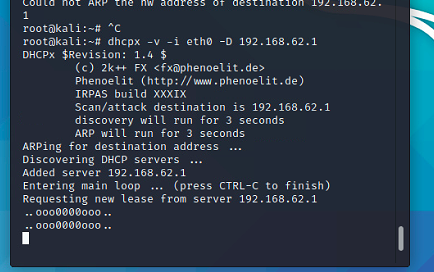 Could not ARP the hw address of destination 192.168.62.
1
root@kali:~# ^C
root@kali:~# dhcpx -v -i eth0 -D 192.168.62.1
DHCPx $Revision: 1.4 $
(c) 2k++ FX <fx@phenoelit.de>
Phenoelit (http://www.phenoelit.de)
IRPAS build XXXIX
Scan/attack destination is 192.168.62.1
discovery will run for 3 seconds
ARP will run for 3 seconds
ARPing for destination address ...
Discovering DHCP servers ...
Added server 192.168.62.1
Entering main loop ... (press CTRL-C to finish)
Requesting new lease from server 192.168.62.1
..ooo0000ooo..
..ooo0000ooo..